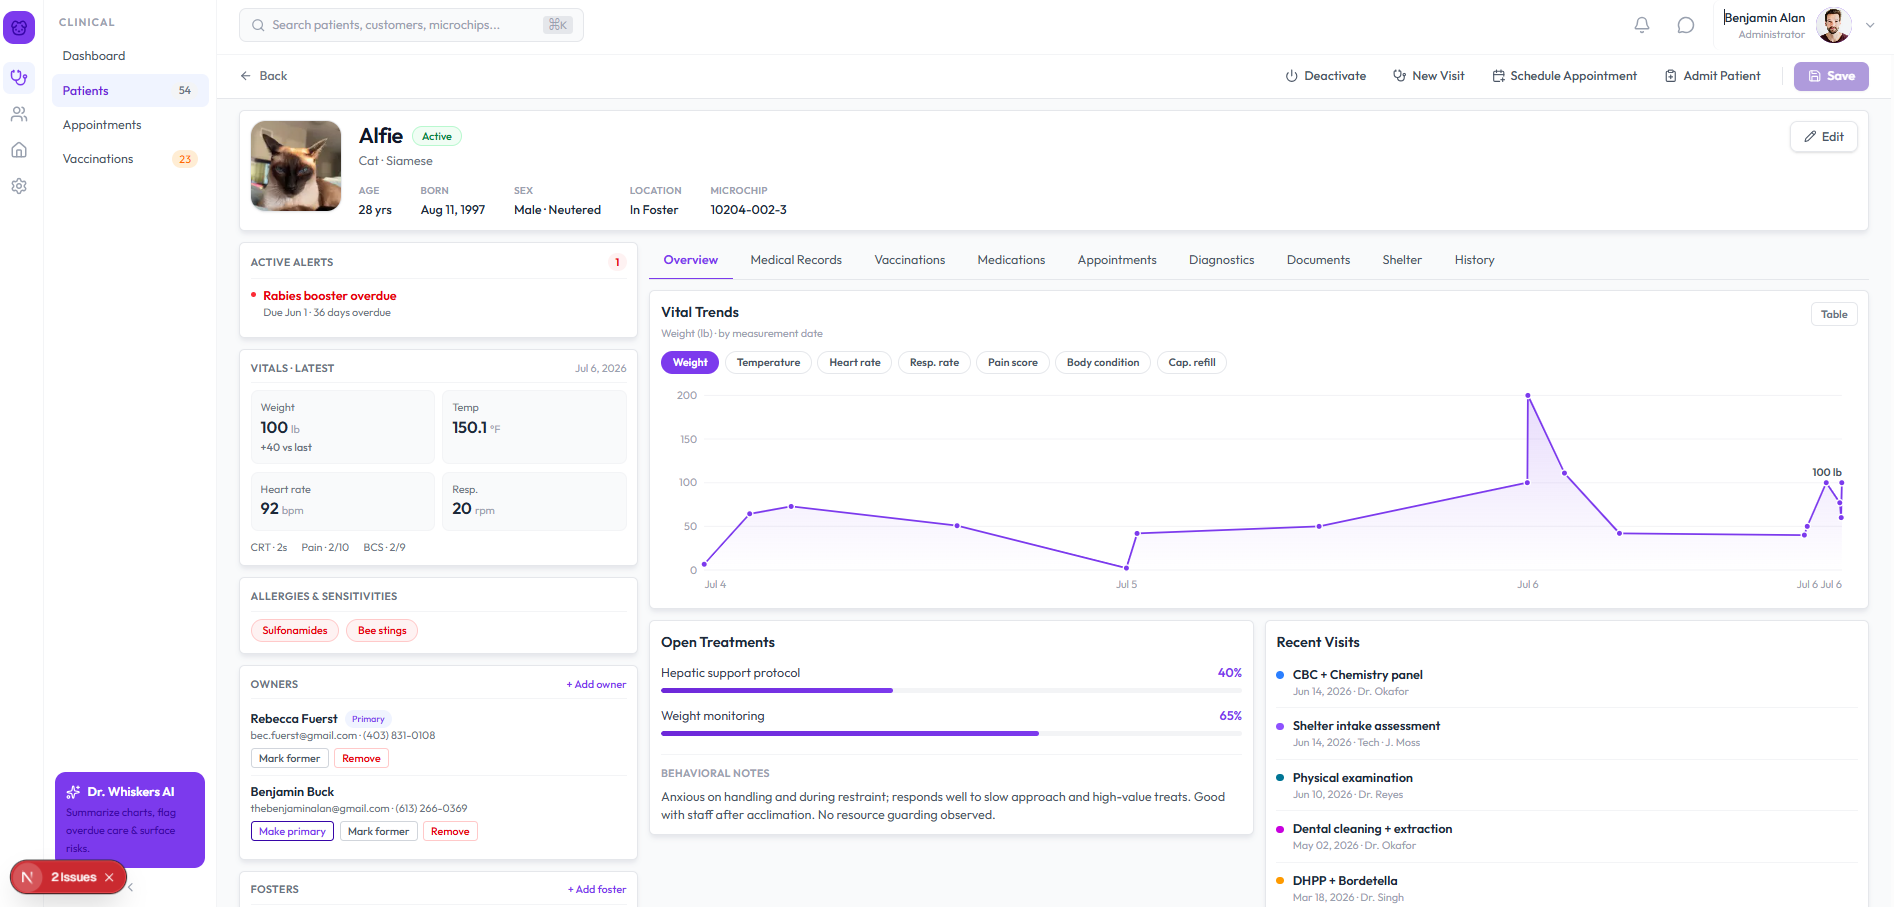 CLINICAL
Dashboard
Patients 54
Appointments
Vaccinations 23
Dr. Whiskers AI
Summarize charts, flag
overdue care & surface
risks.
N 2 Issues
Search patients, customers, microchips... ⌘K
Benjamin Alan
Administrator
Back
Deactivate
New Visit
Schedule Appointment
Admit Patient
Save
Alfie Active
Cat · Siamese
Edit
AGE BORN SEX LOCATION MICROCHIP
28 yrs Aug 11, 1997 Male · Neutered In Foster 10204-002-3
ACTIVE ALERTS 1
Rabies booster overdue
Due Jun 1 · 36 days overdue
VITALS · LATEST Jul 6, 2026
Weight
100 lb
+40 vs last
Temp
150.1 °F
Heart rate
92 bpm
Resp.
20 rpm
CRT · 2s Pain · 2/10 BCS · 2/9
ALLERGIES & SENSITIVITIES
Sulfonamides Bee stings
OWNERS + Add owner
Rebecca Fuerst Primary
bec.fuerst@gmail.com · (403) 831-0108
Mark former Remove
Benjamin Buck
thebenjaminalan@gmail.com · (613) 266-0369
Make primary Mark former Remove
FOSTERS + Add foster
Overview Medical Records Vaccinations Medications Appointments Diagnostics Documents Shelter History
Vital Trends
Table
Weight (lb) · by measurement date
Weight Temperature Heart rate Resp. rate Pain score Body condition Cap. refill
200
150
100
50
0
100 lb
Jul 4 Jul 5 Jul 6 Jul 6 Jul 6
Open Treatments
Hepatic support protocol 40%
Weight monitoring 65%
BEHAVIORAL NOTES
Anxious on handling and during restraint; responds well to slow approach and high-value treats. Good
with staff after acclimation. No resource guarding observed.
Recent Visits
CBC + Chemistry panel
Jun 14, 2026 · Dr. Okafor
Shelter intake assessment
Jun 14, 2026 · Tech · J. Moss
Physical examination
Jun 10, 2026 · Dr. Reyes
Dental cleaning + extraction
May 02, 2026 · Dr. Okafor
DHPP + Bordetella
Mar 18, 2026 · Dr. Singh